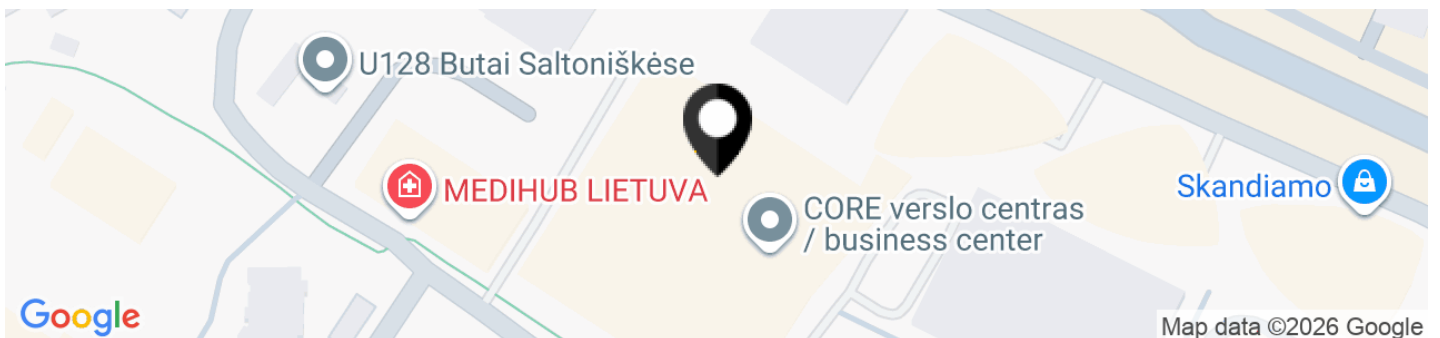 U128 Butai Saltoniškėse
MEDIHUB LIETUVA
Skandiamo
CORE verslo centras
/ business center
Google
Map data ©2026 Google